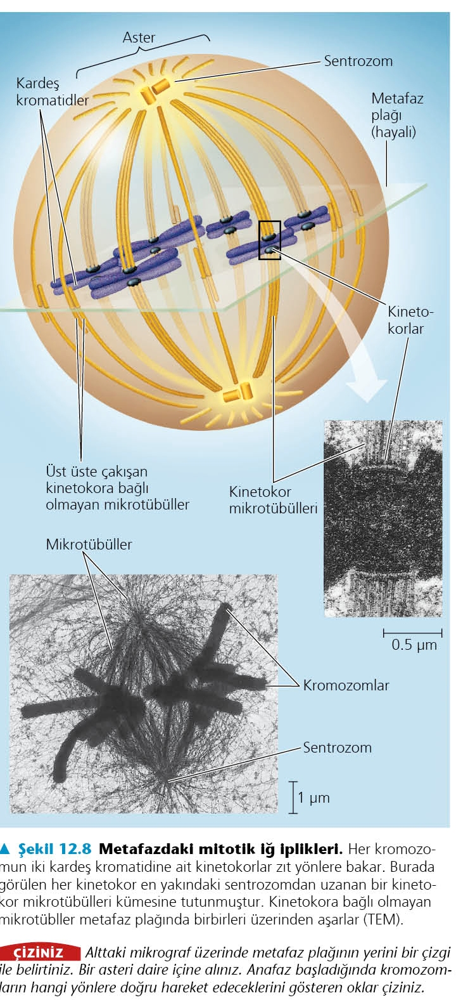 Aster
Sentrozom
Kardeş
kromatidler
Metafaz
plağı
(hayali)
Kineto-
korlar
Üst üste çakışan
kinetokora bağlı
olmayan mikrotübüller
Kinetokor
mikrotübülleri
Mikrotübüller
0.5 µm
Kromozomlar
Sentrozom
1 µm
▲ Şekil 12.8 Metafazdaki mitotik iğ iplikleri. Her kromozo-
mun iki kardeş kromatidine ait kinetokorlar zıt yönlere bakar. Burada
görülen her kinetokor en yakındaki sentrozomdan uzanan bir kineto-
kor mikrotübülleri kümesine tutunmuştur. Kinetokora bağlı olmayan
mikrotübller metafaz plağında birbirleri üzerinden aşarlar (TEM).
ÇİZİNİZ Alttaki mikrograf üzerinde metafaz plağının yerini bir çizgi
ile belirtiniz. Bir asteri daire içine alınız. Anafaz başladığında kromozom-
ların hangi yönlere doğru hareket edeceklerini gösteren oklar çiziniz.